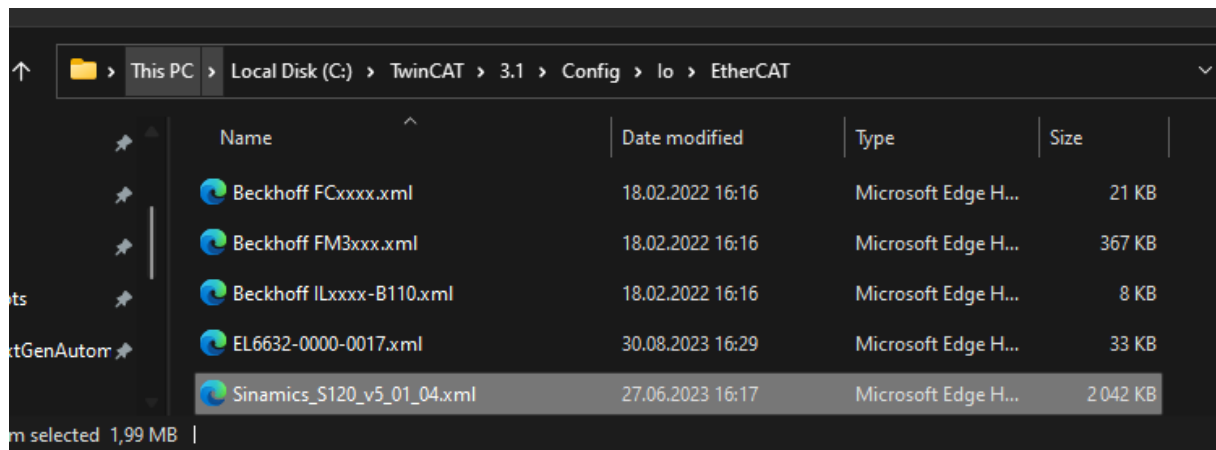 This PC > Local Disk (C:) > TwinCAT > 3.1 > Config > Io > EtherCAT
Name Date modified Type Size
Beckhoff FCxxxx.xml 18.02.2022 16:16 Microsoft Edge H... 21 KB
Beckhoff FM3xxx.xml 18.02.2022 16:16 Microsoft Edge H... 367 KB
ots Beckhoff ILxxxx-B110.xml 18.02.2022 16:16 Microsoft Edge H... 8 KB
xtGenAutom EL6632-0000-0017.xml 30.08.2023 16:29 Microsoft Edge H... 33 KB
Sinamics_S120_v5_01_04.xml 27.06.2023 16:17 Microsoft Edge H... 2 042 KB
m selected 1,99 MB